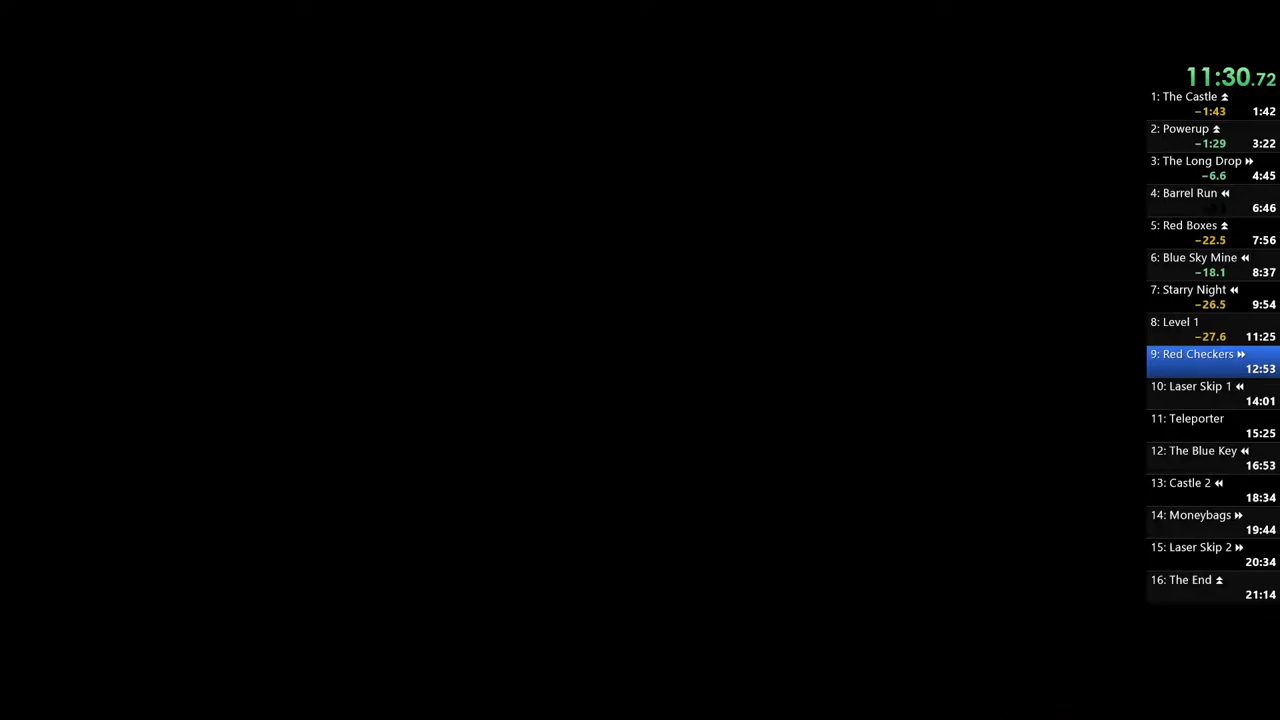 11:30.72
1: The Castle ⏫
−1:43 1:42
2: Powerup ⏫
−1:29 3:22
3: The Long Drop ⏩
−6.6 4:45
4: Barrel Run ⏪
6:46
5: Red Boxes ⏫
−22.5 7:56
6: Blue Sky Mine ⏪
−18.1 8:37
7: Starry Night ⏪
−26.5 9:54
8: Level 1
−27.6 11:25
9: Red Checkers ⏩
12:53
10: Laser Skip 1 ⏪
14:01
11: Teleporter
15:25
12: The Blue Key ⏪
16:53
13: Castle 2 ⏪
18:34
14: Moneybags ⏩
19:44
15: Laser Skip 2 ⏩
20:34
16: The End ⏫
21:14